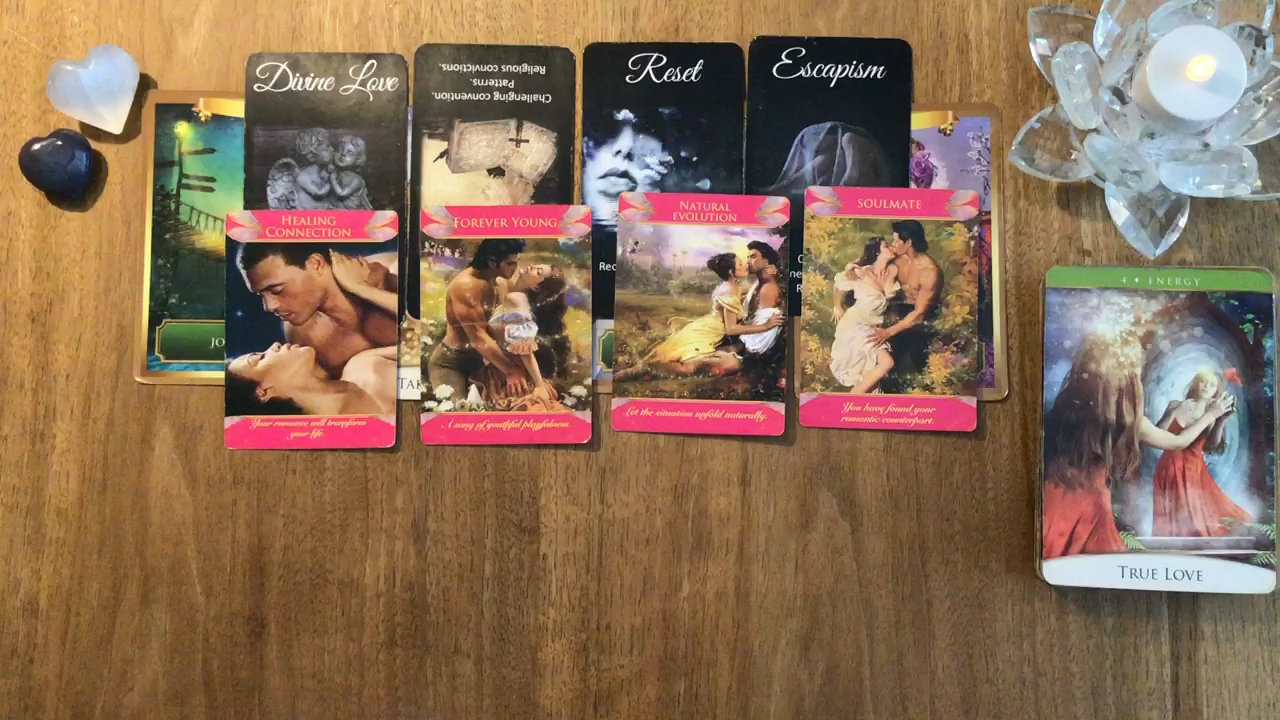 Divine Love
Challenging convention.
Patterns.
Religious convictions.
Reset
Escapism
HEALING
CONNECTION
FOREVER YOUNG
NATURAL
EVOLUTION
SOULMATE
4 ♦ ENERGY
Your romance will transform
your life.
A song of youthful playfulness.
Let the situation unfold naturally.
You have found your
romantic counterpart.
TRUE LOVE